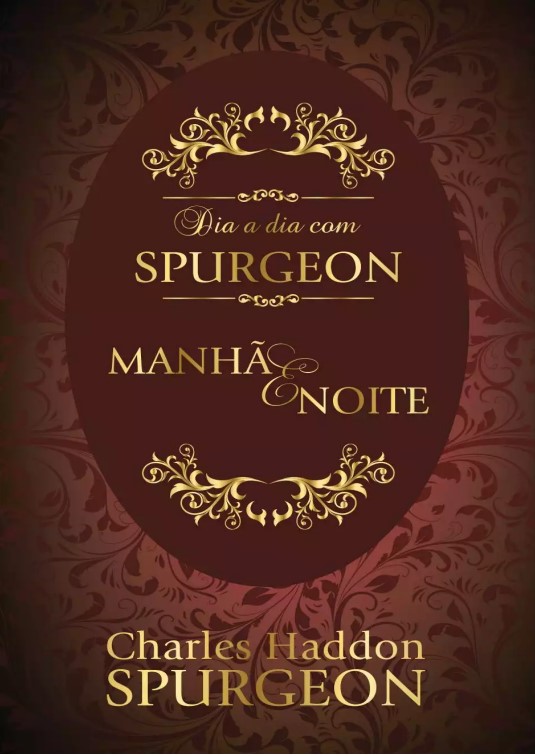 Dia a dia com
SPURGEON
MANHÃ
E NOITE
Charles Haddon
SPURGEON